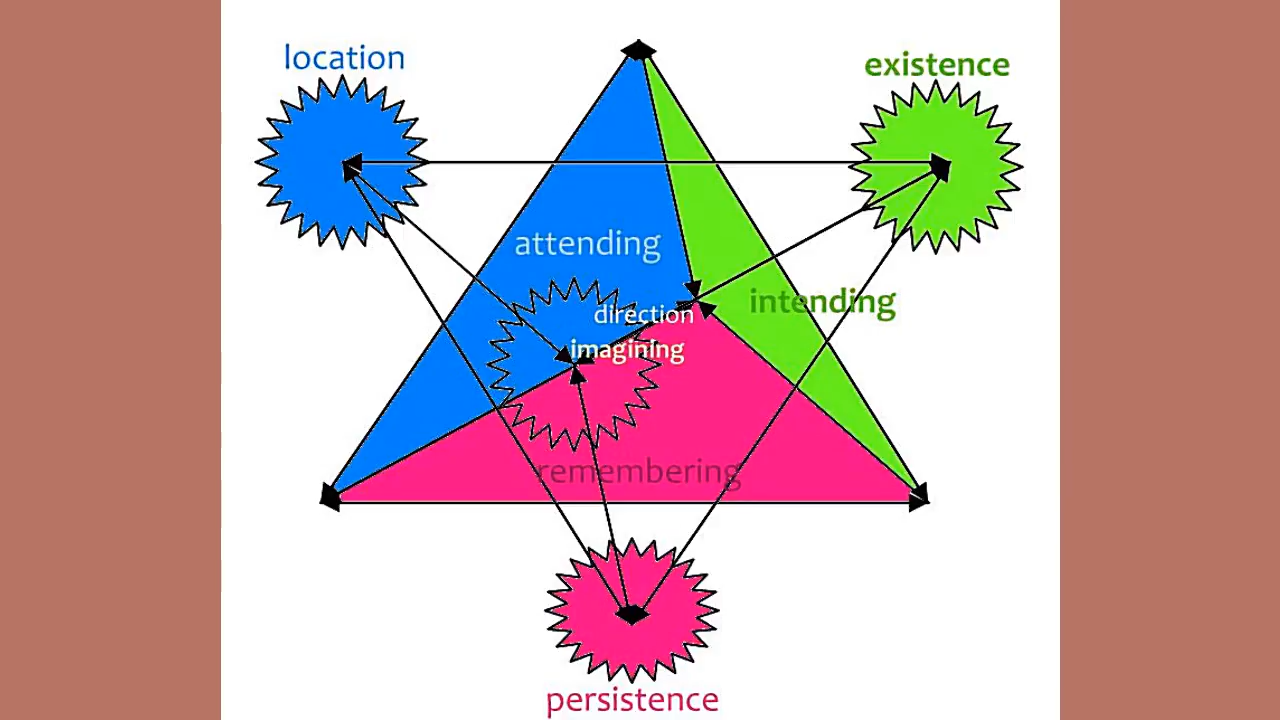 location
existence
attending
intending
direction
imagining
remembering
persistence